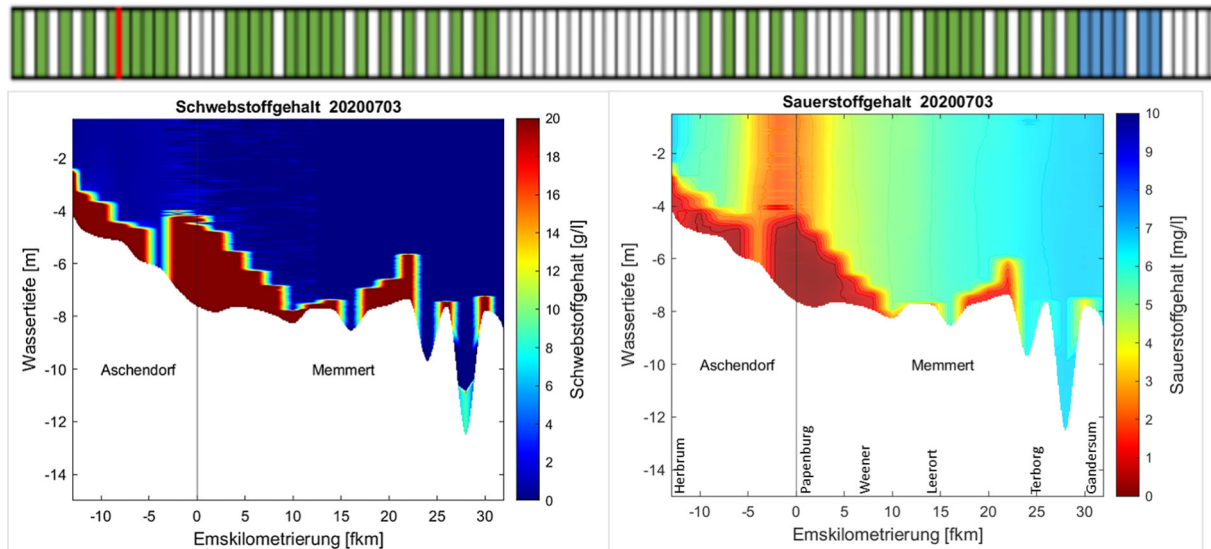 Schwebstoffgehalt 20200703
Wassertiefe [m]
-2
-4
-6
-8
-10
-12
-14
Aschendorf
Memmert
-10 -5 0 5 10 15 20 25 30
Emskilometrierung [fkm]
20
18
16
14
12
10
8
6
4
2
0
Schwebstoffgehalt [g/l]
Sauerstoffgehalt 20200703
Wassertiefe [m]
-2
-4
-6
-8
-10
-12
-14
Aschendorf
Memmert
Herbrum
Papenburg
Weener
Leerort
Terborg
Gandersum
-10 -5 0 5 10 15 20 25 30
Emskilometrierung [fkm]
10
9
8
7
6
5
4
3
2
1
0
Sauerstoffgehalt [mg/l]